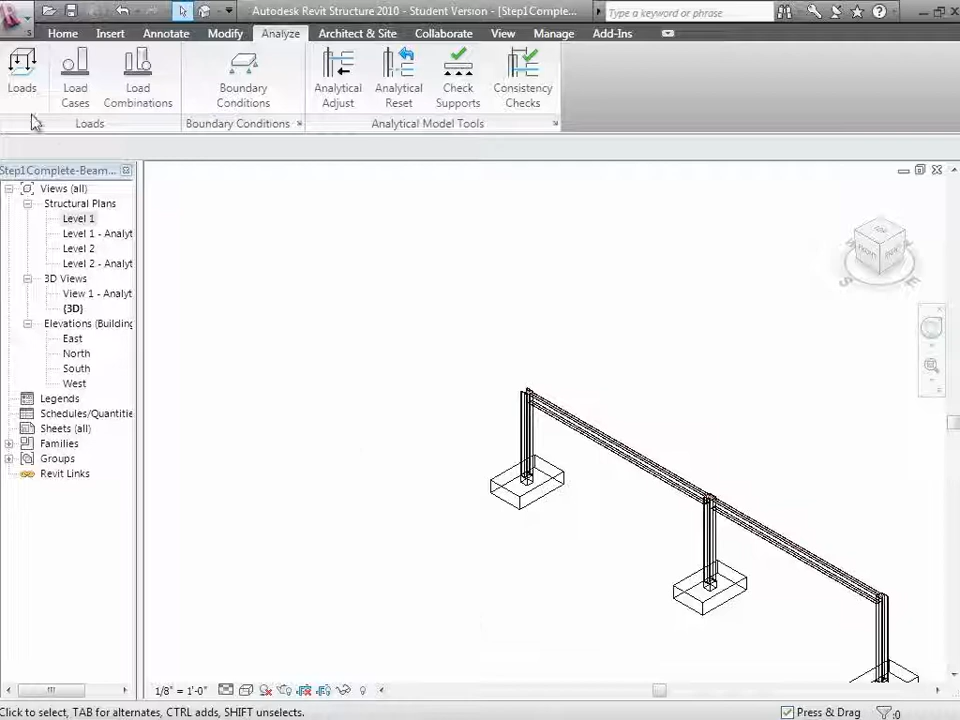 Autodesk Revit Structure 2010 - Student Version - [Step1Comple...
Type a keyword or phrase
Home Insert Annotate Modify Analyze Architect & Site Collaborate View Manage Add-Ins
Loads
Load Cases
Load Combinations
Boundary Conditions
Analytical Adjust
Analytical Reset
Check Supports
Consistency Checks
Loads Boundary Conditions Analytical Model Tools
Step1Complete-Beam...
Views (all)
Structural Plans
Level 1
Level 1 - Analyt
Level 2
Level 2 - Analyt
3D Views
View 1 - Analyt
{3D}
Elevations (Building
East
North
South
West
Legends
Schedules/Quantitie
Sheets (all)
Families
Groups
Revit Links
FRONT
S
E
1/8" = 1'-0"
Click to select, TAB for alternates, CTRL adds, SHIFT unselects.
Press & Drag
:0